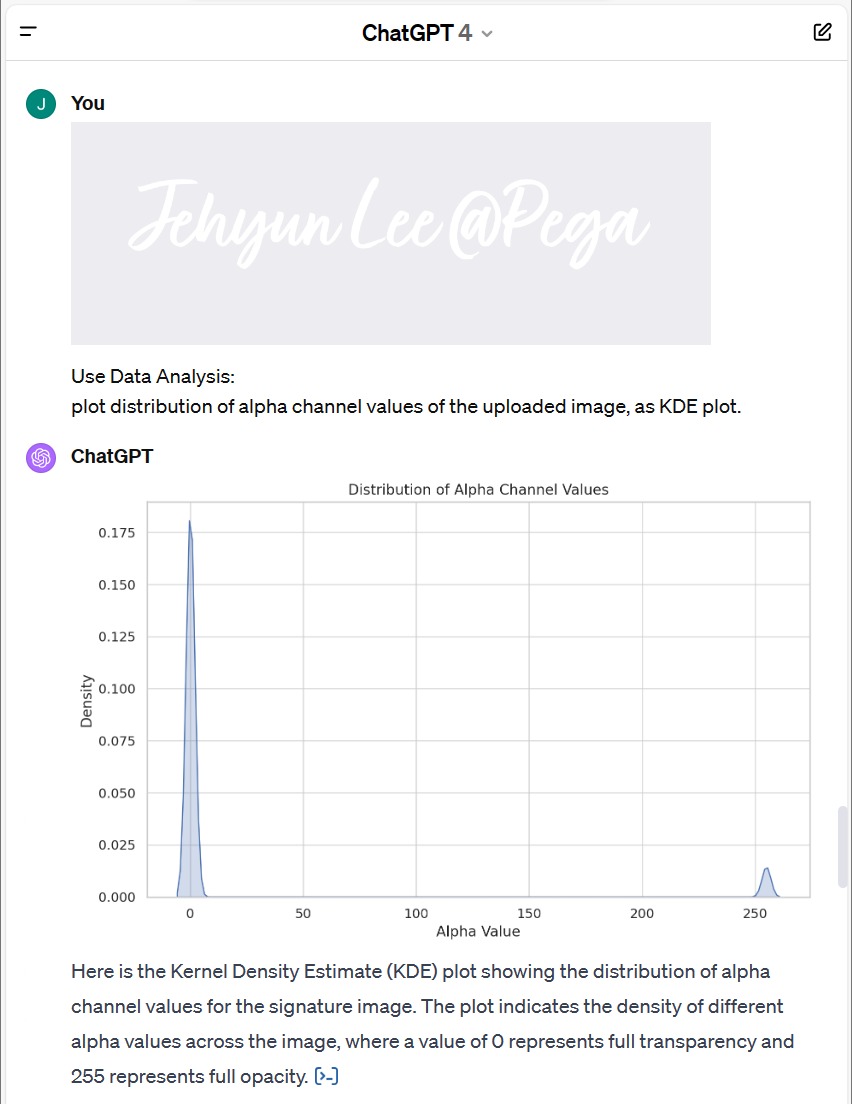 ChatGPT 4
J
You
Jehyun Lee @Pega
Use Data Analysis:
plot distribution of alpha channel values of the uploaded image, as KDE plot.
ChatGPT
Distribution of Alpha Channel Values
0.175
0.150
0.125
0.100
0.075
0.050
0.025
0.000
Density
0 50 100 150 200 250
Alpha Value
Here is the Kernel Density Estimate (KDE) plot showing the distribution of alpha
channel values for the signature image. The plot indicates the density of different
alpha values across the image, where a value of 0 represents full transparency and
255 represents full opacity. [>-]